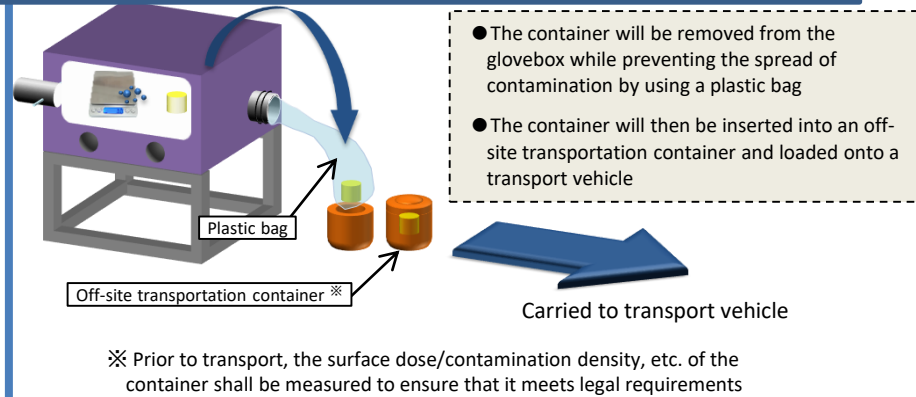 ● The container will be removed from the
glovebox while preventing the spread of
contamination by using a plastic bag
● The container will then be inserted into an off-
site transportation container and loaded onto a
transport vehicle
Plastic bag
Off-site transportation container ※
Carried to transport vehicle
※ Prior to transport, the surface dose/contamination density, etc. of the
container shall be measured to ensure that it meets legal requirements